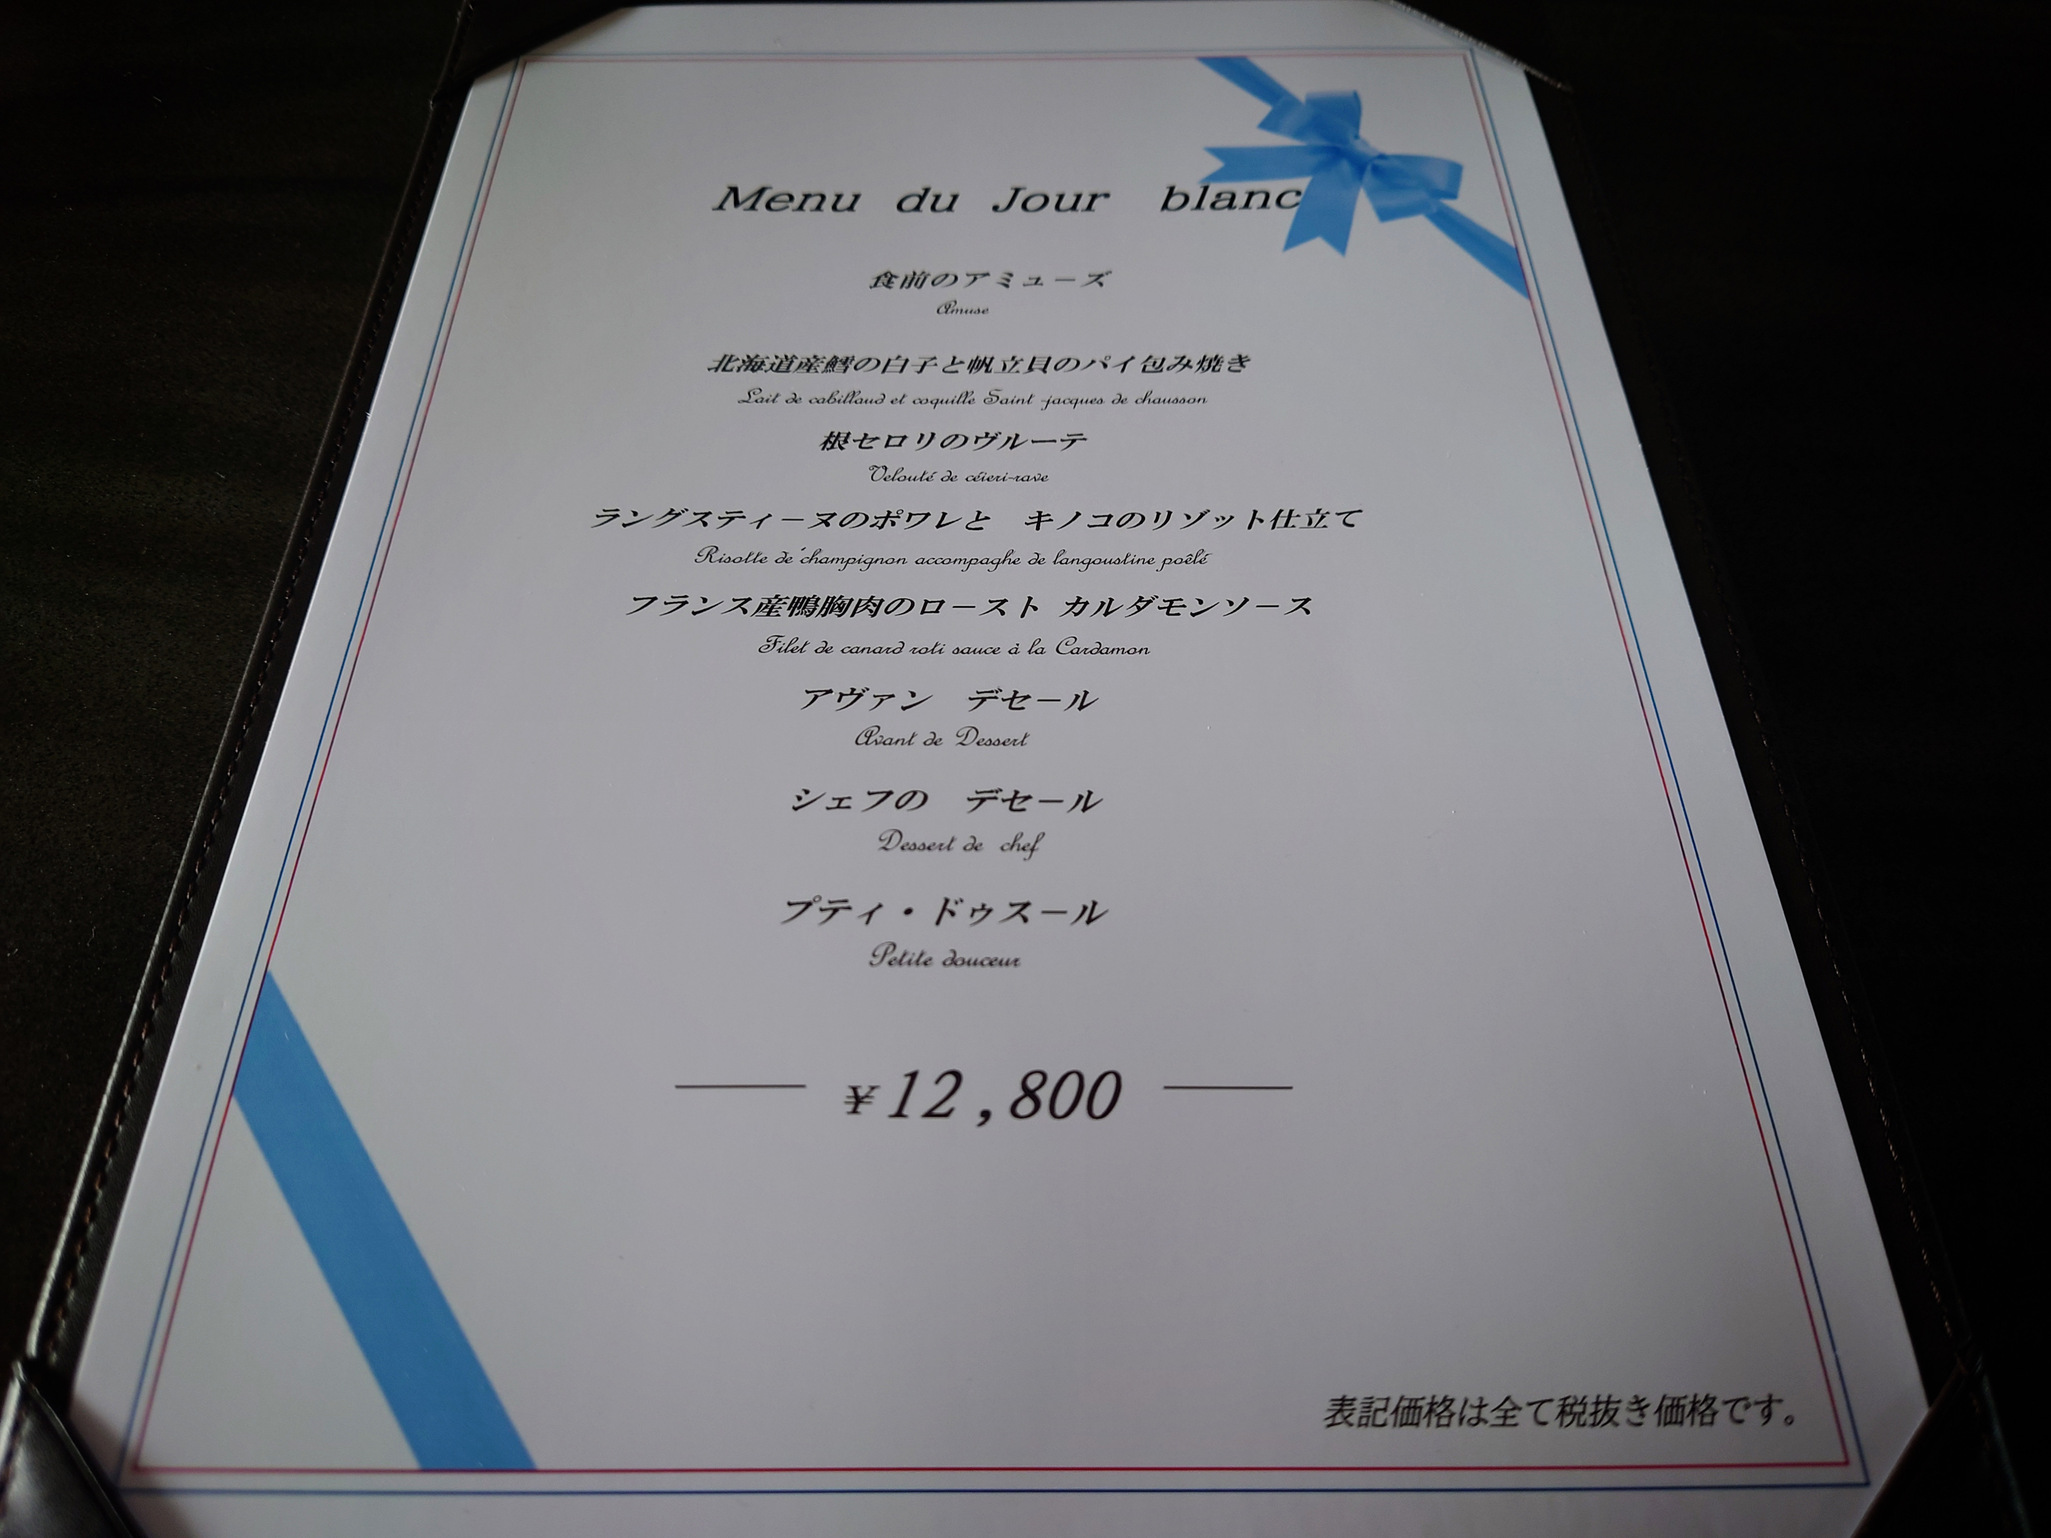 Menu du Jour blanc
食前のアミューズ
Amuse
北海道産鱈の白子と帆立貝のパイ包み焼き
Lait de cabillaud et coquille Saint-jacques de chausson
根セロリのヴルーテ
Velouté de céieri-rave
ラングスティーヌのポワレと　キノコのリゾット仕立て
Risotte de champignon accompaghe de langoustine poêlé
フランス産鴨胸肉のロースト カルダモンソース
Filet de canard roti sauce à la Cardamon
アヴァン　デセール
Avant de Dessert
シェフの　デセール
Dessert de chef
プティ・ドゥスール
Petite douceur
¥12,800
表記価格は全て税抜き価格です。